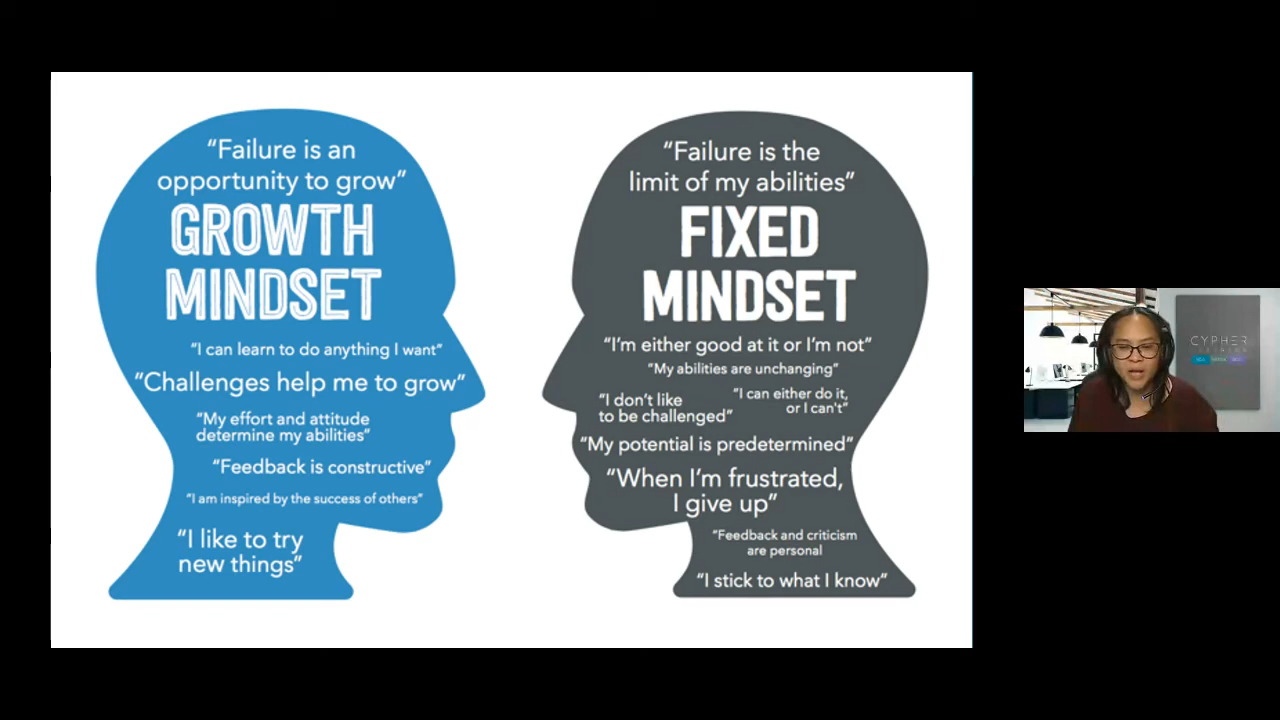 “Failure is an
opportunity to grow”
GROWTH
MINDSET
“I can learn to do anything I want”
“Challenges help me to grow”
“My effort and attitude
determine my abilities”
“Feedback is constructive”
“I am inspired by the success of others”
“I like to try
new things”
“Failure is the
limit of my abilities”
FIXED
MINDSET
“I’m either good at it or I’m not”
“My abilities are unchanging”
“I don’t like
to be challenged”
“I can either do it,
or I can't”
“My potential is predetermined”
“When I’m frustrated,
I give up”
“Feedback and criticism
are personal
“I stick to what I know”
CYPHER